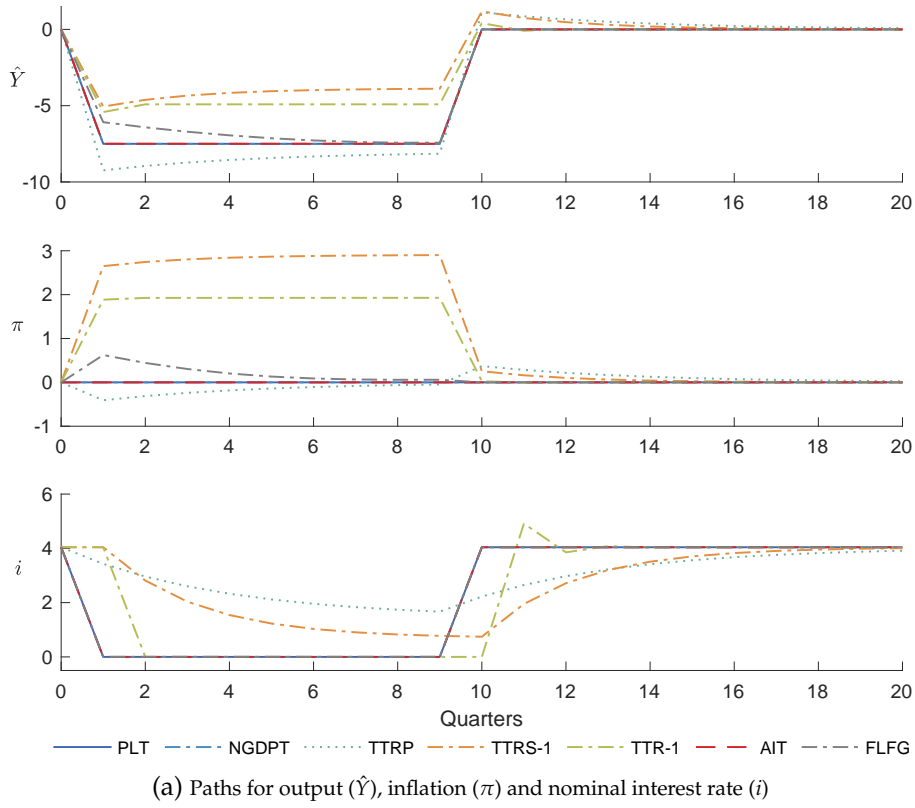 0
Ŷ
-5
-10
0 2 4 6 8 10 12 14 16 18 20
3
2
π
1
0
-1
0 2 4 6 8 10 12 14 16 18 20
6
4
i
2
0
0 2 4 6 8 10 12 14 16 18 20
Quarters
PLT NGDPT TTRP TTRS-1 TTR-1 AIT FLFG
(a) Paths for output (Ŷ), inflation (π) and nominal interest rate (i)